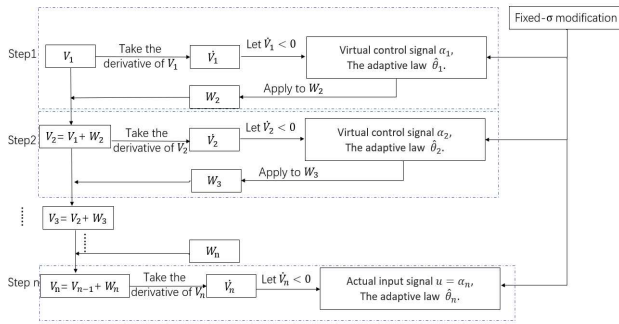 Fixed-σ modification
Step1
V₁
Take the
derivative of V₁
V̇₁
Let V̇₁ < 0
Virtual control signal α₁,
The adaptive law θ̂₁.
W₂
Apply to W₂
Step2
V₂= V₁+ W₂
Take the
derivative of V₂
V̇₂
Let V̇₂ < 0
Virtual control signal α₂,
The adaptive law θ̂₂.
W₃
Apply to W₃
......
V₃= V₂+ W₃
......
Wₙ
Step n
Vₙ= Vₙ₋₁ + Wₙ
Take the
derivative of Vₙ
V̇ₙ
Let V̇ₙ < 0
Actual input signal u = αₙ,
The adaptive law θ̂ₙ.